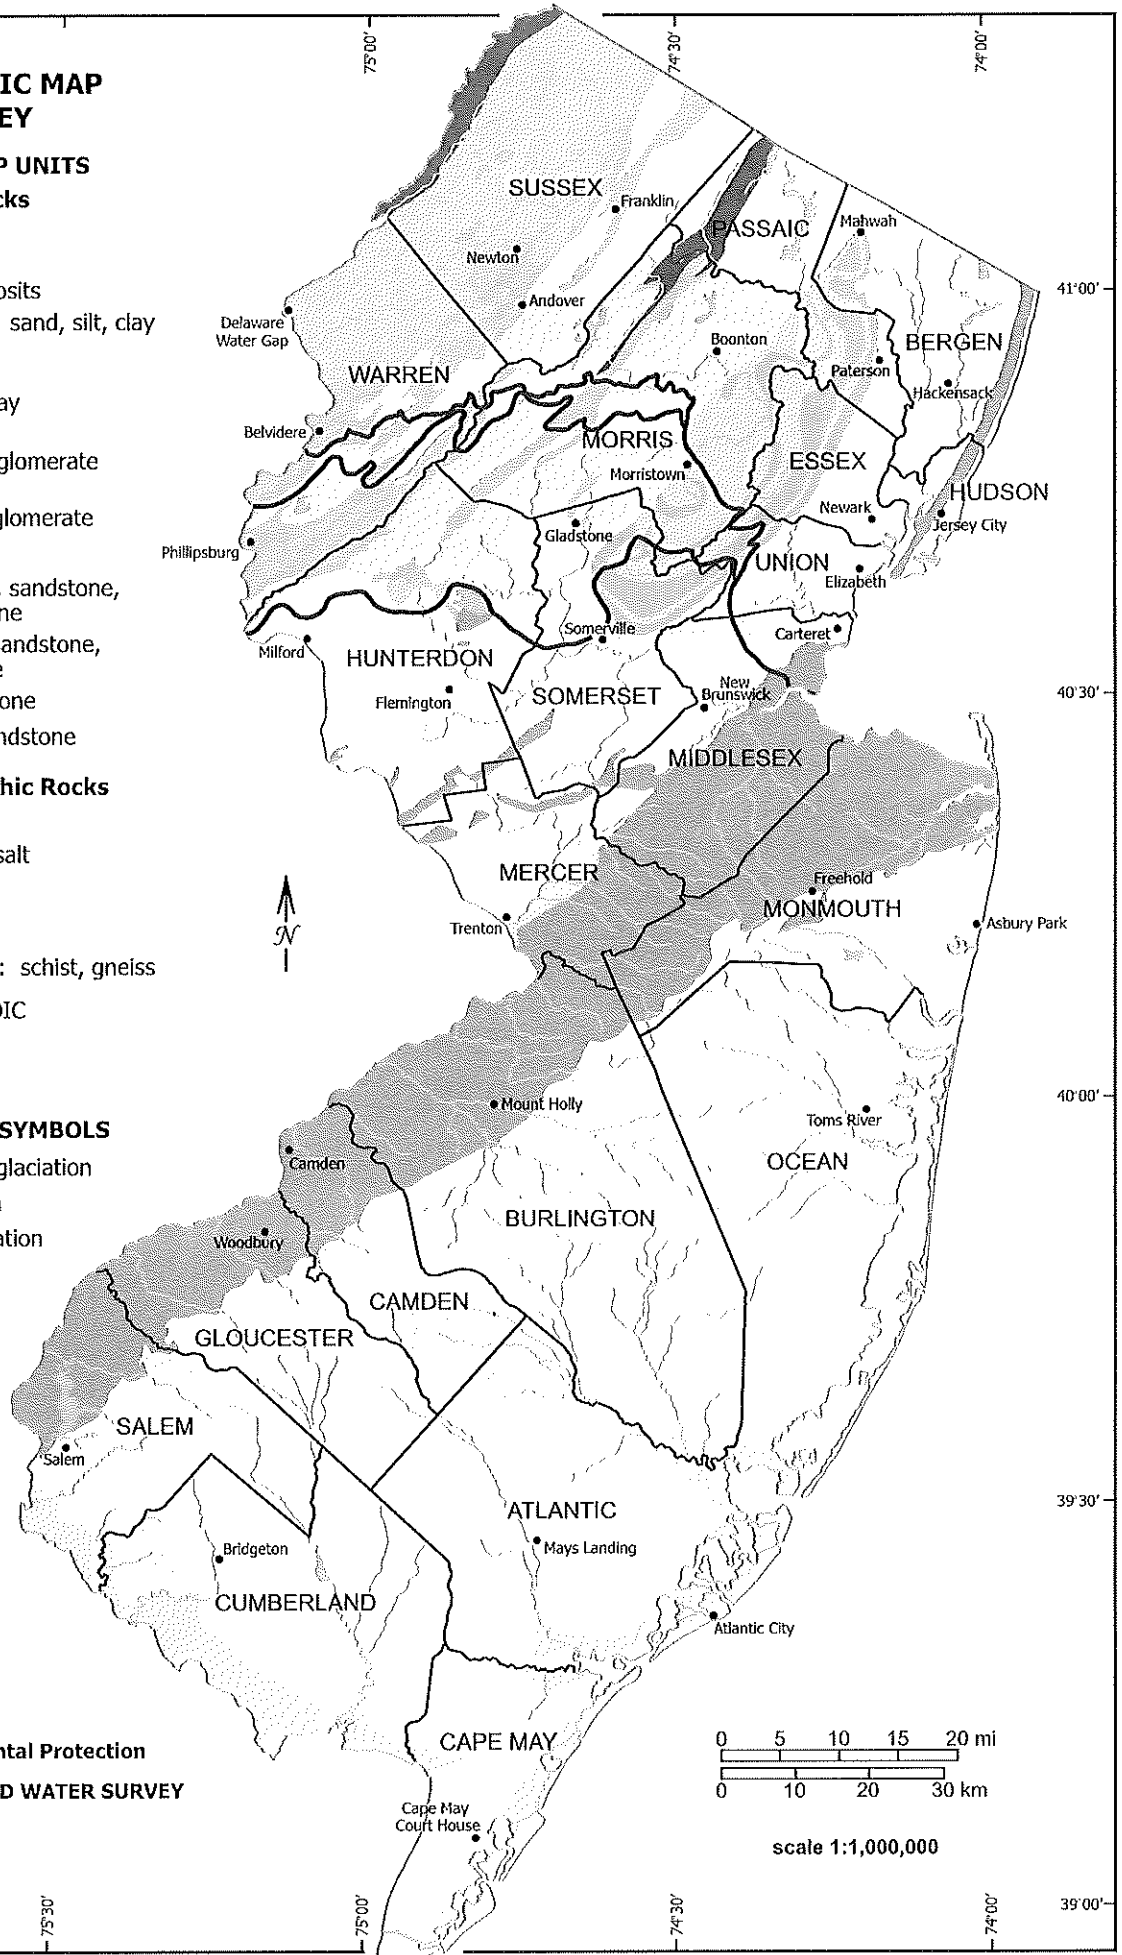 IC MAP
EY
P UNITS
cks
osits
sand, silt, clay
ay
glomerate
glomerate
, sandstone,
ne
sandstone,
e
one
ndstone
hic Rocks
salt
: schist, gneiss
OIC
SYMBOLS
glaciation
n
ation
ntal Protection
D WATER SURVEY
75°00'
74°30'
74°00'
SUSSEX
Franklin
PASSAIC
Mahwah
Newton
41°00'
Andover
Delaware
Water Gap
Boonton
BERGEN
WARREN
Paterson
Hackensack
Belvidere
MORRIS
Morristown
ESSEX
HUDSON
Newark
Jersey City
Gladstone
Phillipsburg
UNION
Elizabeth
Somerville
Carteret
Milford
HUNTERDON
Flemington
SOMERSET
New
Brunswick
40°30'
MIDDLESEX
MERCER
Freehold
MONMOUTH
Trenton
Asbury Park
N
Mount Holly
40°00'
Toms River
Camden
OCEAN
BURLINGTON
Woodbury
CAMDEN
GLOUCESTER
SALEM
Salem
39°30'
ATLANTIC
Mays Landing
Bridgeton
CUMBERLAND
Atlantic City
CAPE MAY
Cape May
Court House
0 5 10 15 20 mi
0 10 20 30 km
scale 1:1,000,000
39°00'
75°30'
75°00'
74°30'
74°00'